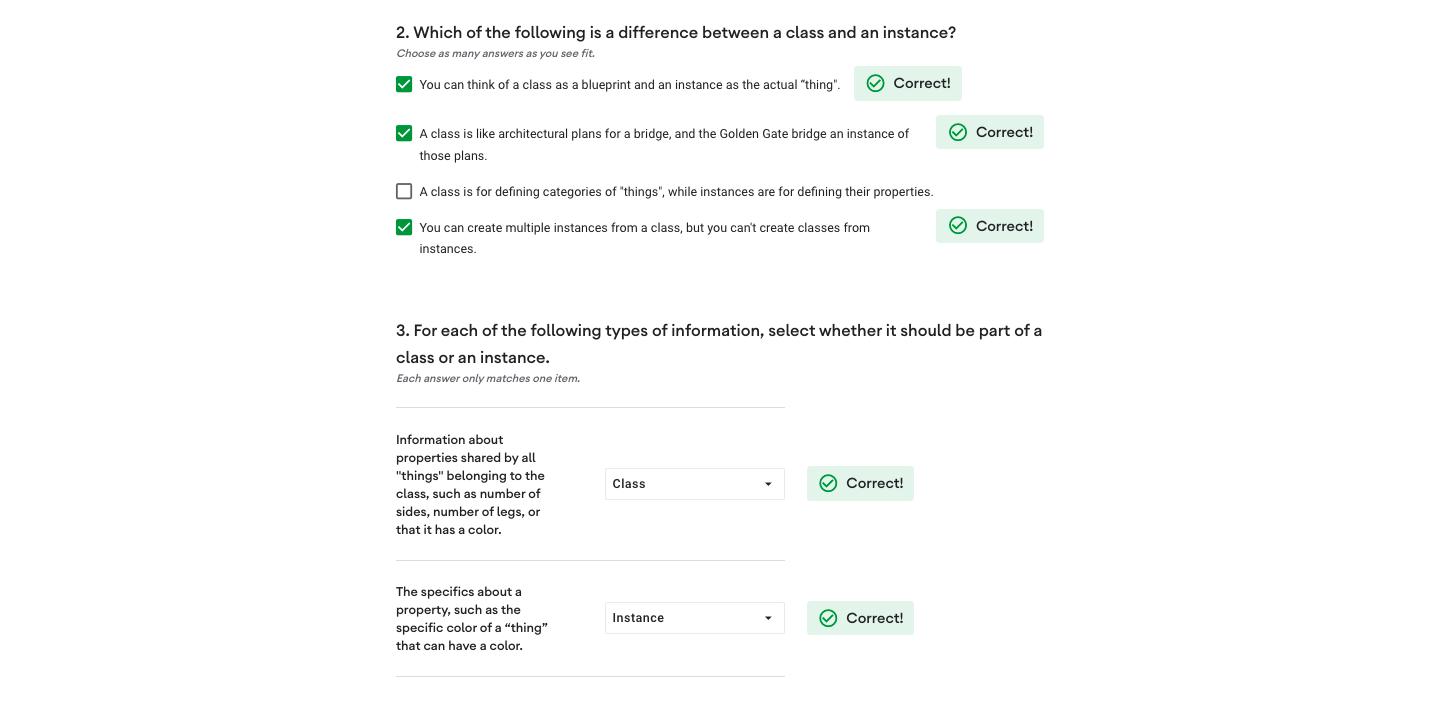 2. Which of the following is a difference between a class and an instance?
Choose as many answers as you see fit.
You can think of a class as a blueprint and an instance as the actual “thing".
Correct!
A class is like architectural plans for a bridge, and the Golden Gate bridge an instance of
those plans.
Correct!
A class is for defining categories of "things", while instances are for defining their properties.
You can create multiple instances from a class, but you can't create classes from
instances.
Correct!
3. For each of the following types of information, select whether it should be part of a
class or an instance.
Each answer only matches one item.
Information about
properties shared by all
"things" belonging to the
class, such as number of
sides, number of legs, or
that it has a color.
Class
Correct!
The specifics about a
property, such as the
specific color of a “thing”
that can have a color.
Instance
Correct!